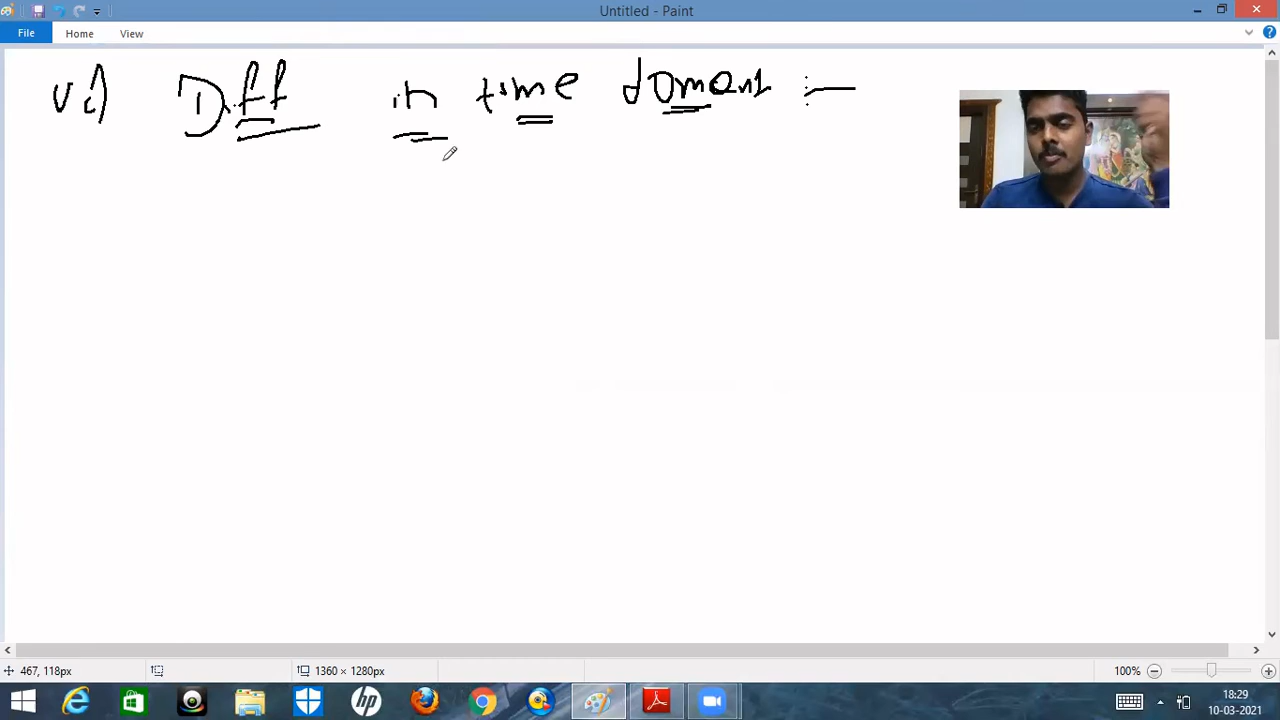 Untitled - Paint
File Home View
vi) Diff in time domant :-
467, 118px 1360 × 1280px 100%
18:29
10-03-2021